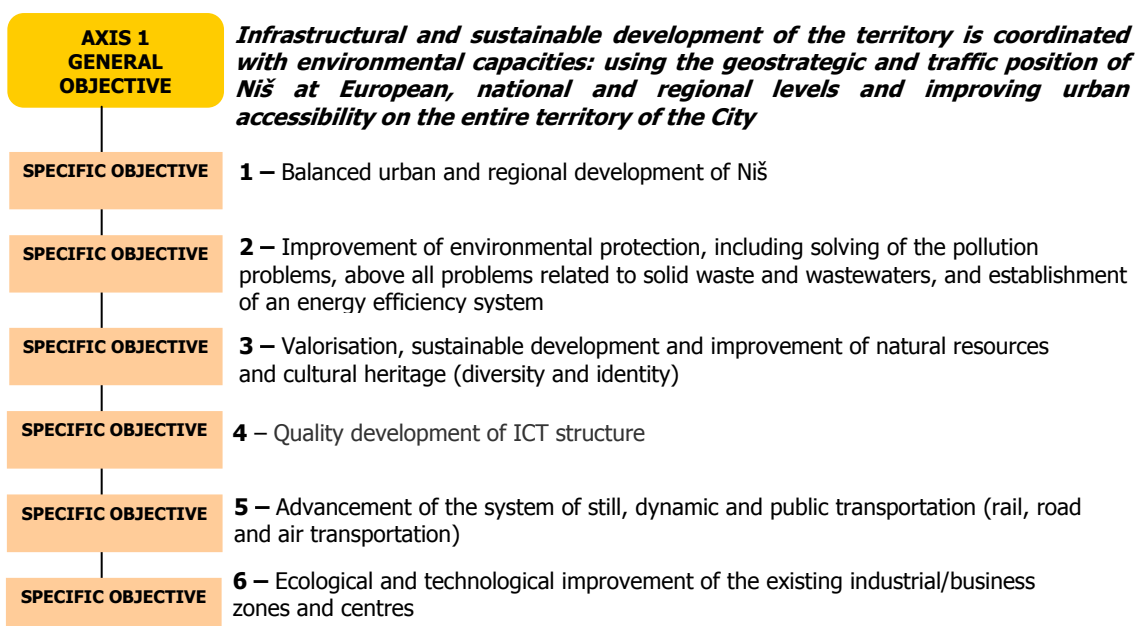 AXIS 1
GENERAL
OBJECTIVE
Infrastructural and sustainable development of the territory is coordinated
with environmental capacities: using the geostrategic and traffic position of
Niš at European, national and regional levels and improving urban
accessibility on the entire territory of the City
SPECIFIC OBJECTIVE
1 – Balanced urban and regional development of Niš
SPECIFIC OBJECTIVE
2 – Improvement of environmental protection, including solving of the pollution
problems, above all problems related to solid waste and wastewaters, and establishment
of an energy efficiency system
SPECIFIC OBJECTIVE
3 – Valorisation, sustainable development and improvement of natural resources
and cultural heritage (diversity and identity)
SPECIFIC OBJECTIVE
4 – Quality development of ICT structure
SPECIFIC OBJECTIVE
5 – Advancement of the system of still, dynamic and public transportation (rail, road
and air transportation)
SPECIFIC OBJECTIVE
6 – Ecological and technological improvement of the existing industrial/business
zones and centres